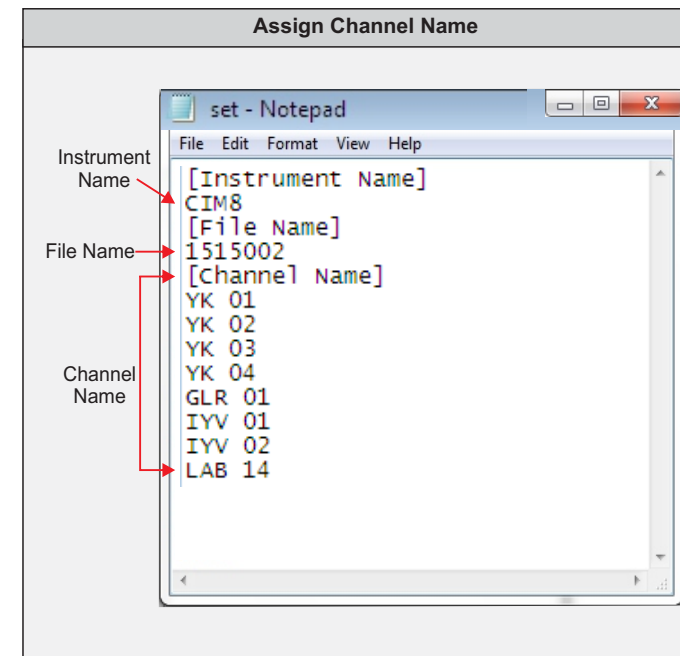 Assign Channel Name
set - Notepad
File Edit Format View Help
Instrument
Name
[Instrument Name]
CIM8
[File Name]
File Name
1515002
[Channel Name]
YK 01
YK 02
YK 03
YK 04
Channel
Name
GLR 01
IYV 01
IYV 02
LAB 14